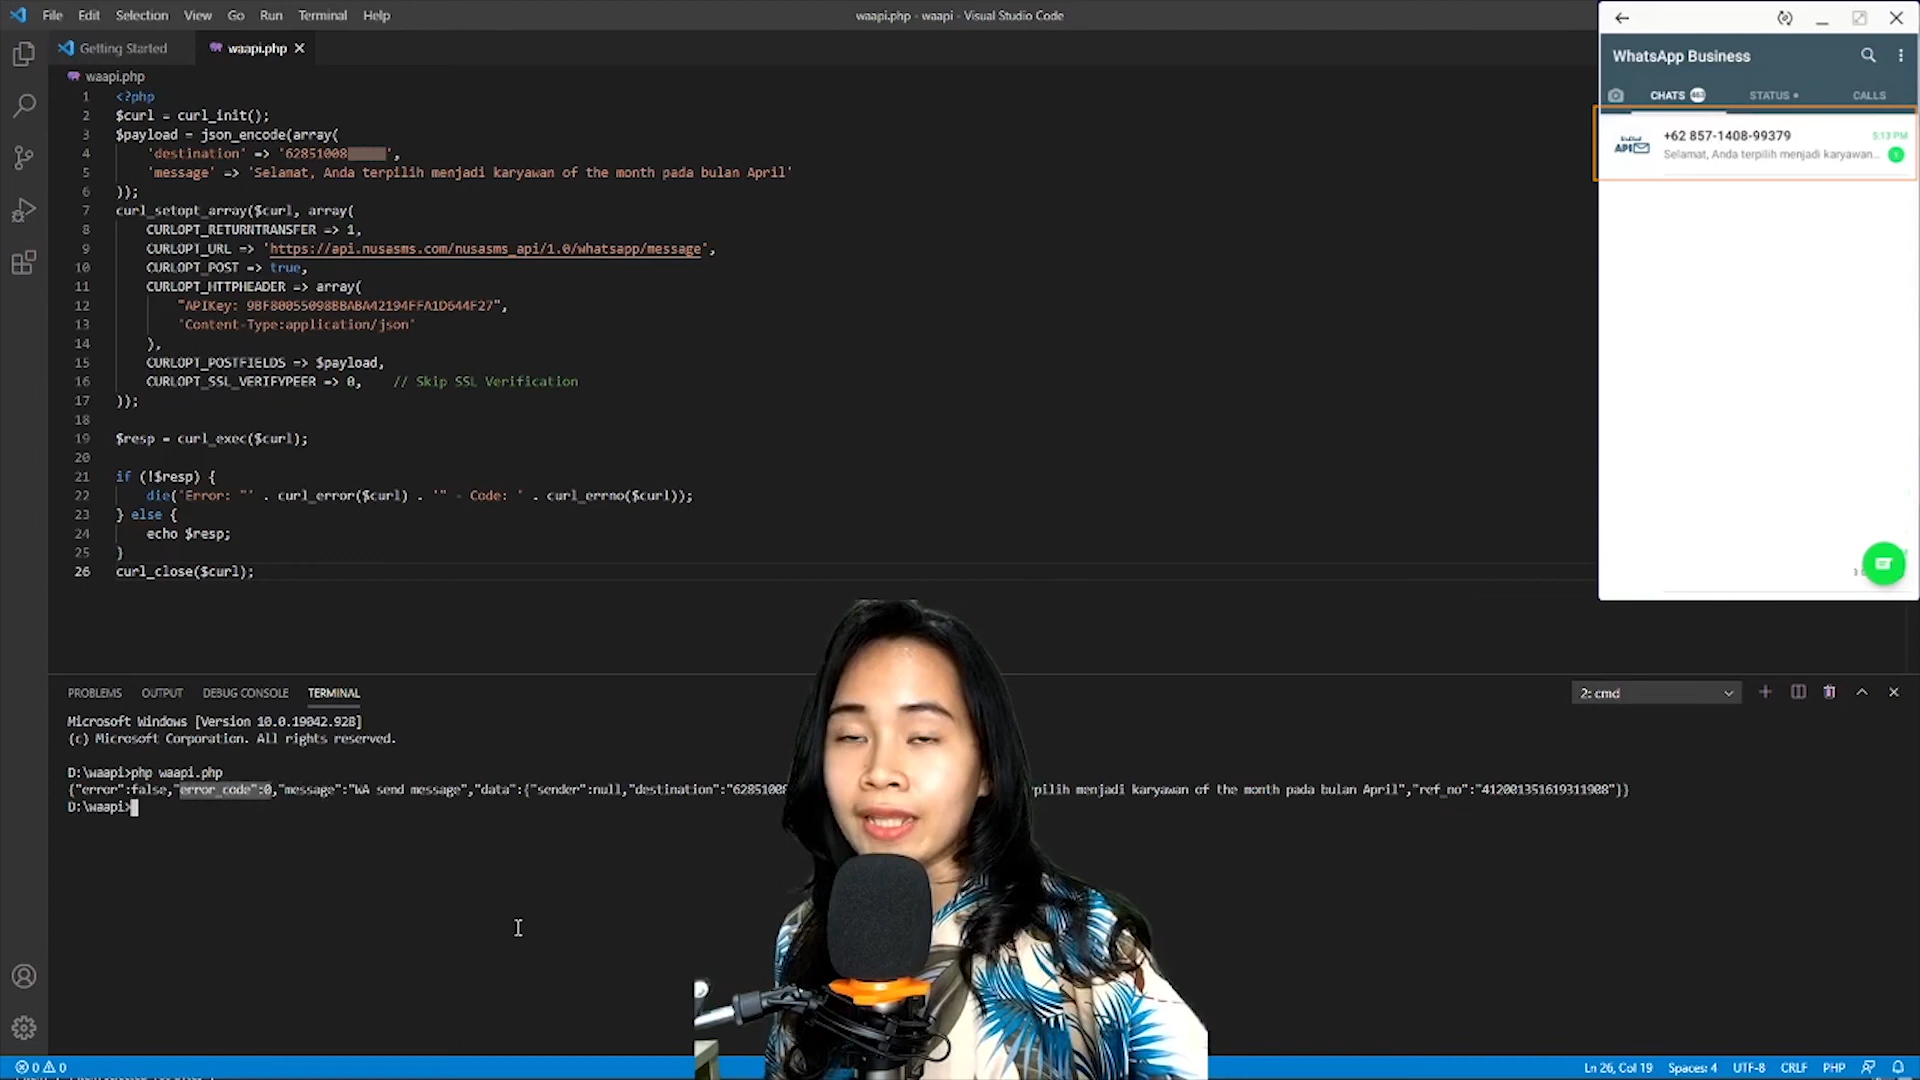 File Edit Selection View Go Run Terminal Help
waapi.php - waapi - Visual Studio Code
Getting Started
waapi.php
waapi.php
1 <?php
2 $curl = curl_init();
3 $payload = json_encode(array(
4 'destination' => '62851008 ',
5 'message' => 'Selamat, Anda terpilih menjadi karyawan of the month pada bulan April'
6 ));
7 curl_setopt_array($curl, array(
8 CURLOPT_RETURNTRANSFER => 1,
9 CURLOPT_URL => 'https://api.nusasms.com/nusasms_api/1.0/whatsapp/message',
10 CURLOPT_POST => true,
11 CURLOPT_HTTPHEADER => array(
12 "APIKey: 9BF80055098BBABA42194FFA1D644F27",
13 'Content-Type:application/json'
14 ),
15 CURLOPT_POSTFIELDS => $payload,
16 CURLOPT_SSL_VERIFYPEER => 0, // Skip SSL Verification
17 ));
18
19 $resp = curl_exec($curl);
20
21 if (!$resp) {
22 die('Error: "' . curl_error($curl) . '" - Code: ' . curl_errno($curl));
23 } else {
24 echo $resp;
25 }
26 curl_close($curl);
WhatsApp Business
CHATS 463 STATUS CALLS
API
+62 857-1408-99379 5:13 PM
Selamat, Anda terpilih menjadi karyawan... 1
PROBLEMS OUTPUT DEBUG CONSOLE TERMINAL
2: cmd
Microsoft Windows [Version 10.0.19042.928]
(c) Microsoft Corporation. All rights reserved.
D:\waapi>php waapi.php
{"error":false,"error_code":0,"message":"WA send message","data":{"sender":null,"destination":"62851008 pilih menjadi karyawan of the month pada bulan April","ref_no":"412001351619311908"}}
D:\waapi>
0 0
Ln 26, Col 19 Spaces: 4 UTF-8 CRLF PHP